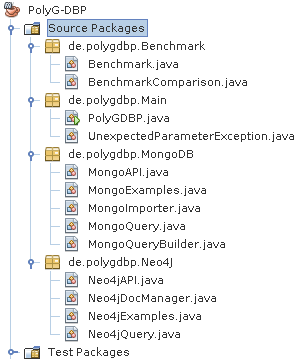 PolyG-DBP
Source Packages
de.polygdbp.Benchmark
Benchmark.java
BenchmarkComparison.java
de.polygdbp.Main
PolyGDBP.java
UnexpectedParameterException.java
de.polygdbp.MongoDB
MongoAPI.java
MongoExamples.java
MongoImporter.java
MongoQuery.java
MongoQueryBuilder.java
de.polygdbp.Neo4J
Neo4jAPI.java
Neo4jDocManager.java
Neo4jExamples.java
Neo4jQuery.java
Test Packages